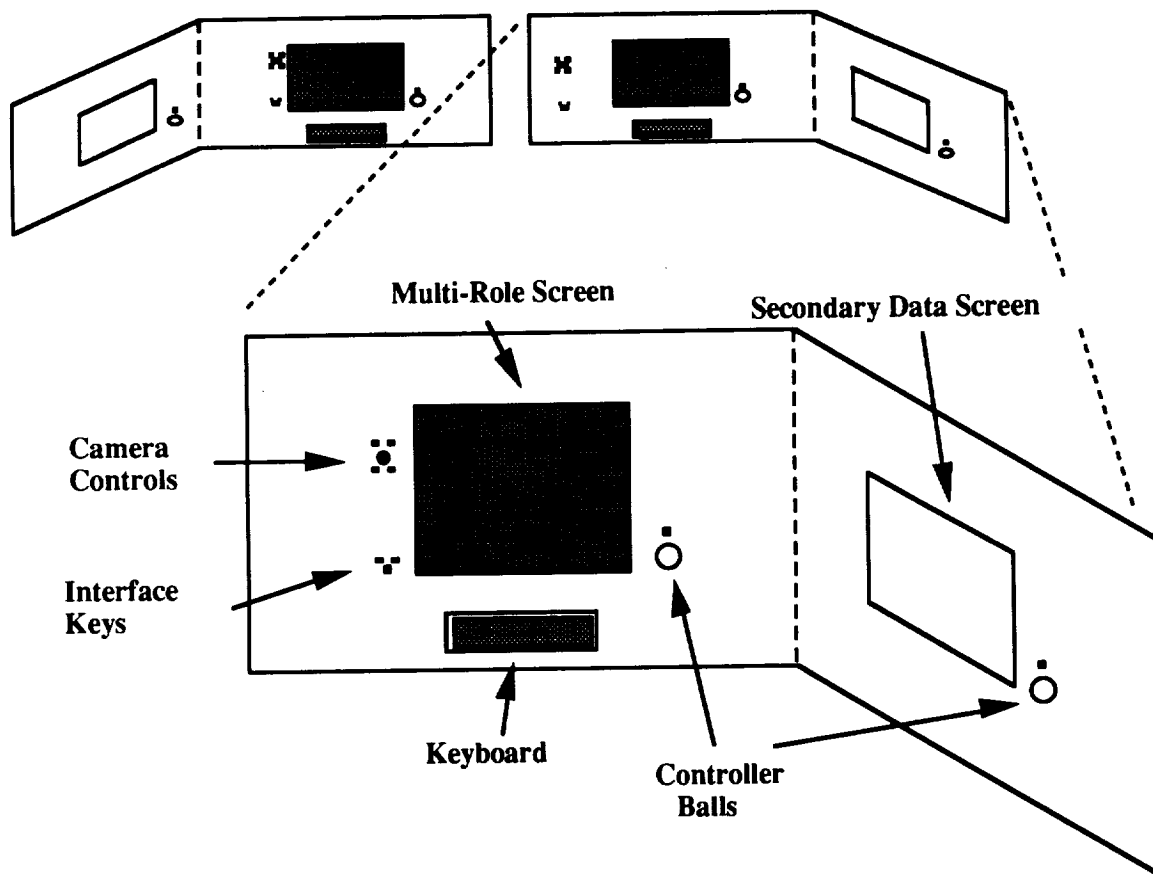 Multi-Role Screen
Secondary Data Screen
Camera
Controls
Interface
Keys
Keyboard
Controller
Balls